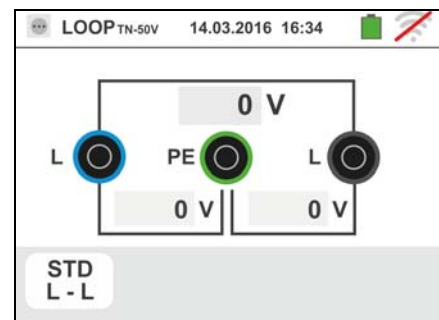 LOOP TN-50V 14.03.2016 16:34
0 V
L PE L
0 V 0 V
STD
L - L